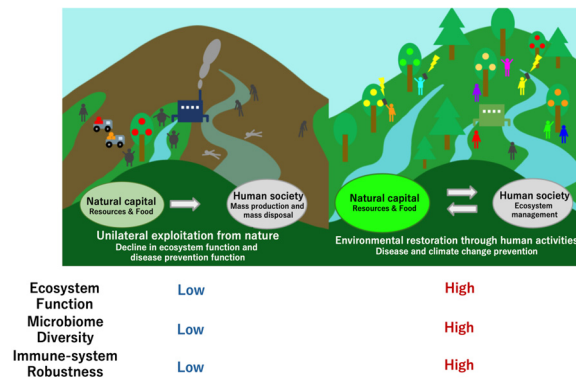 Natural capital
Resources & Food
Human society
Mass production and
mass disposal
Unilateral exploitation from nature
Decline in ecosystem function and
disease prevention function
Natural capital
Resources & Food
Human society
Ecosystem
management
Environmental restoration through human activities
Disease and climate change prevention
Ecosystem
Function
Low
High
Microbiome
Diversity
Low
High
Immune-system
Robustness
Low
High